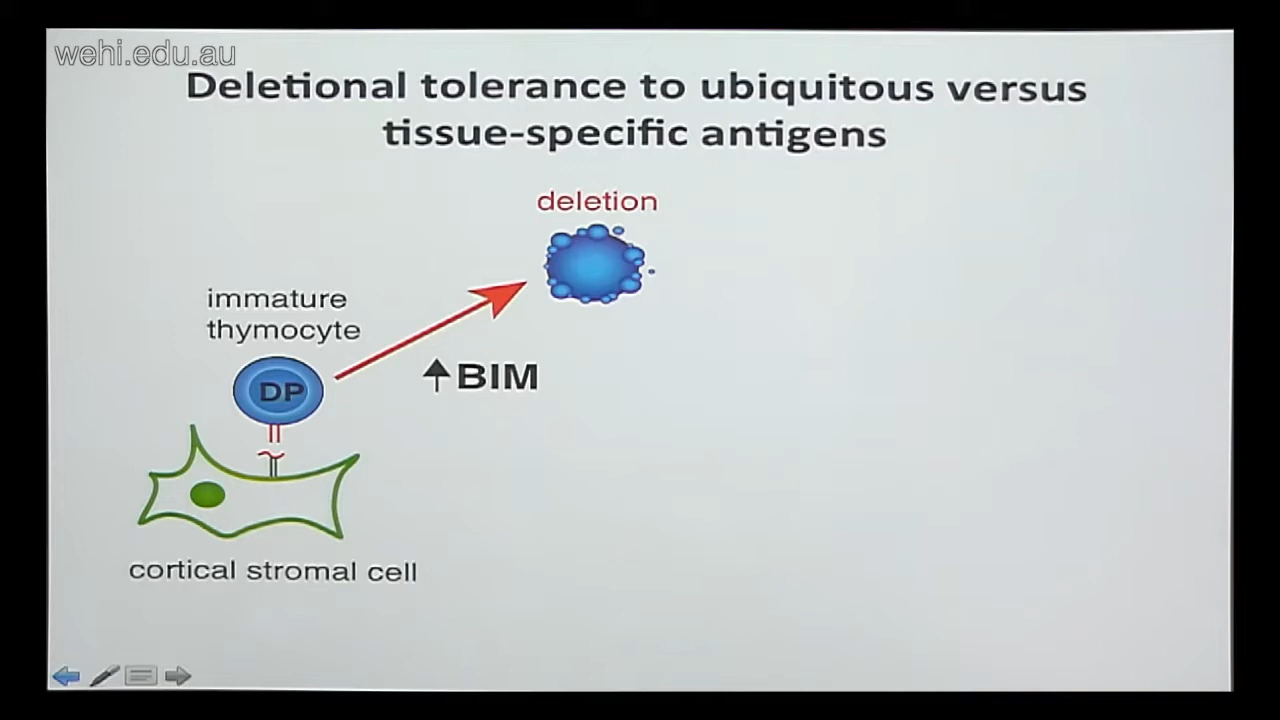 wehi.edu.au
Deletional tolerance to ubiquitous versus
tissue-specific antigens
deletion
immature
thymocyte
DP
BIM
cortical stromal cell